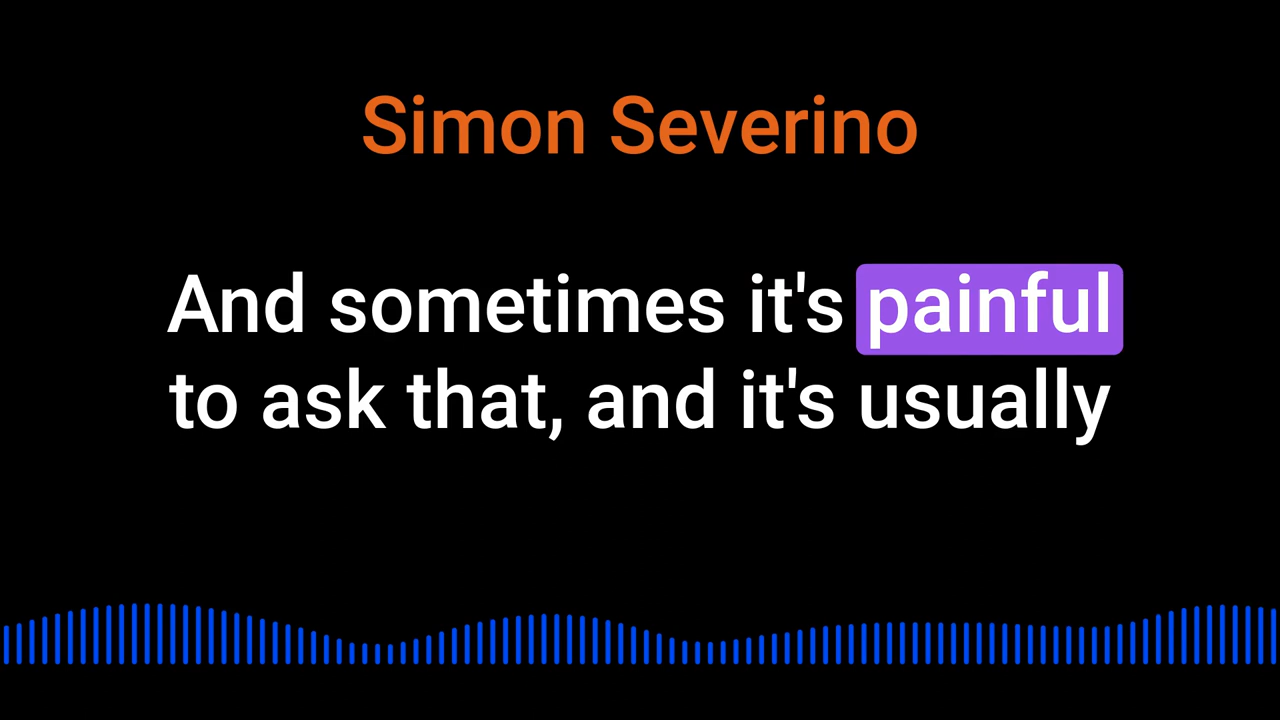 Simon Severino
And sometimes it's painful
to ask that, and it's usually